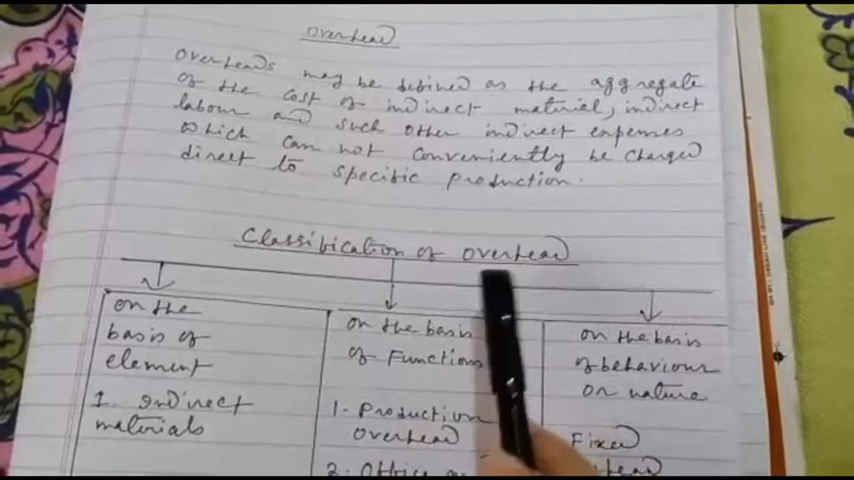 Overhead
Overheads may be defined as the aggregate
of the cost of indirect material, indirect
labour and such other indirect expenses
which can not conveniently be charged
direct to specific production.
Classification of overhead
on the
basis of
element
1. Indirect
materials
on the basis
of Functions
1. Production
overhead
2. Office
on the basis
of behaviour
or nature
Fixed